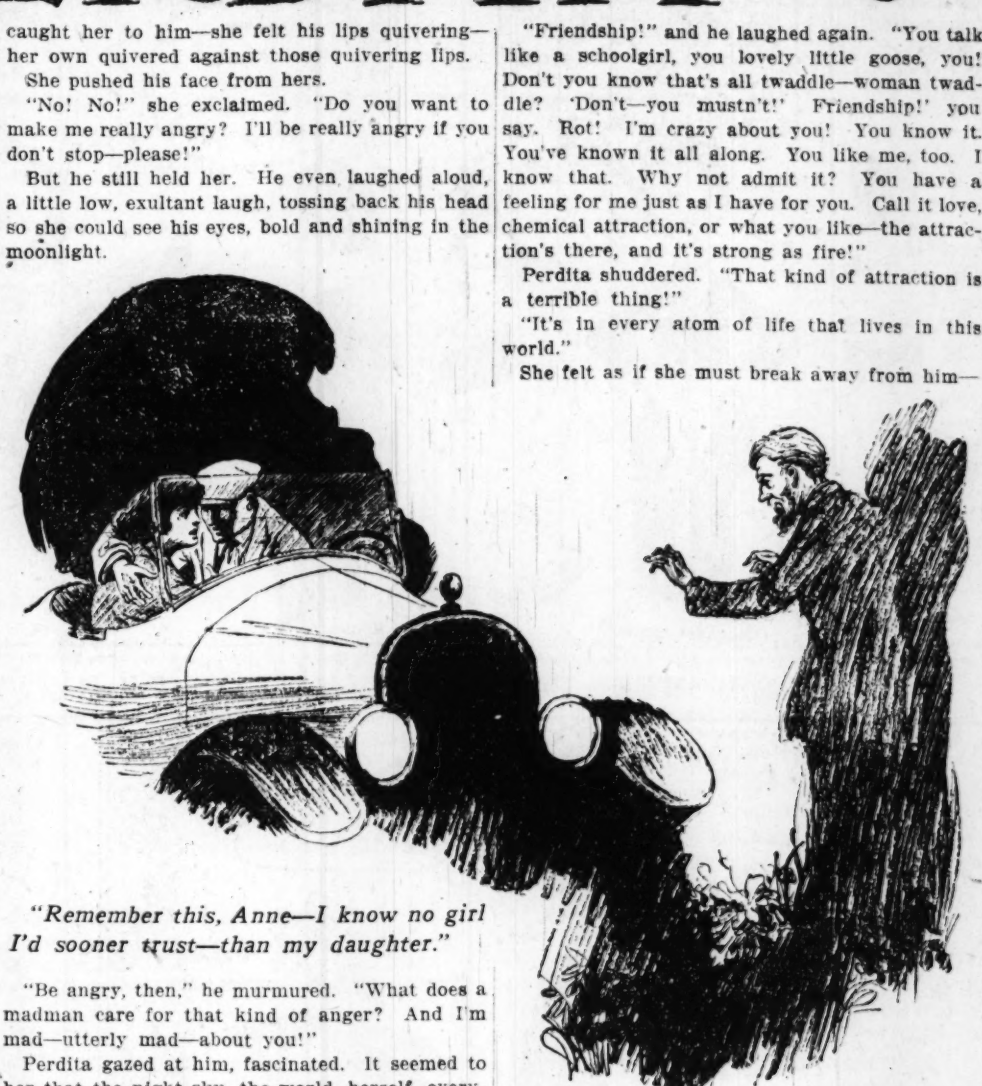 caught her to him—she felt his lips quivering—
her own quivered against those quivering lips.
She pushed his face from hers.
"No! No!" she exclaimed. "Do you want to
make me really angry? I'll be really angry if you
don't stop—please!"
But he still held her. He even laughed aloud,
a little low, exultant laugh, tossing back his head
so she could see his eyes, bold and shining in the
moonlight.
"Remember this, Anne—I know no girl
I'd sooner trust—than my daughter."
"Be angry, then," he murmured. "What does a
madman care for that kind of anger? And I'm
mad—utterly mad—about you!"
Perdita gazed at him, fascinated. It seemed to
her that the night sky, the world, herself, every-
"Friendship!" and he laughed again. "You talk
like a schoolgirl, you lovely little goose, you!
Don't you know that's all twaddle—woman twad-
dle? 'Don't—you mustn't!' Friendship!' you
say. Rot! I'm crazy about you! You know it.
You've known it all along. You like me, too. I
know that. Why not admit it? You have a
feeling for me just as I have for you. Call it love,
chemical attraction, or what you like—the attrac-
tion's there, and it's strong as fire!"
Perdita shuddered. "That kind of attraction is
a terrible thing!"
"It's in every atom of life that lives in this
world."
She felt as if she must break away from him—